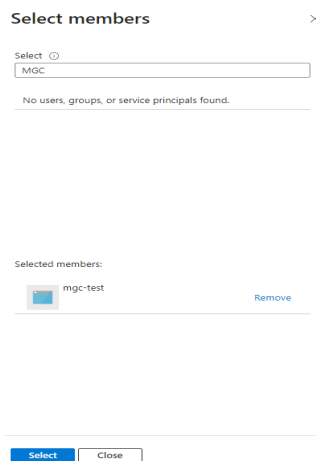 Select members
Select
MGC
No users, groups, or service principals found.
Selected members:
mgc-test
Remove
Select
Close